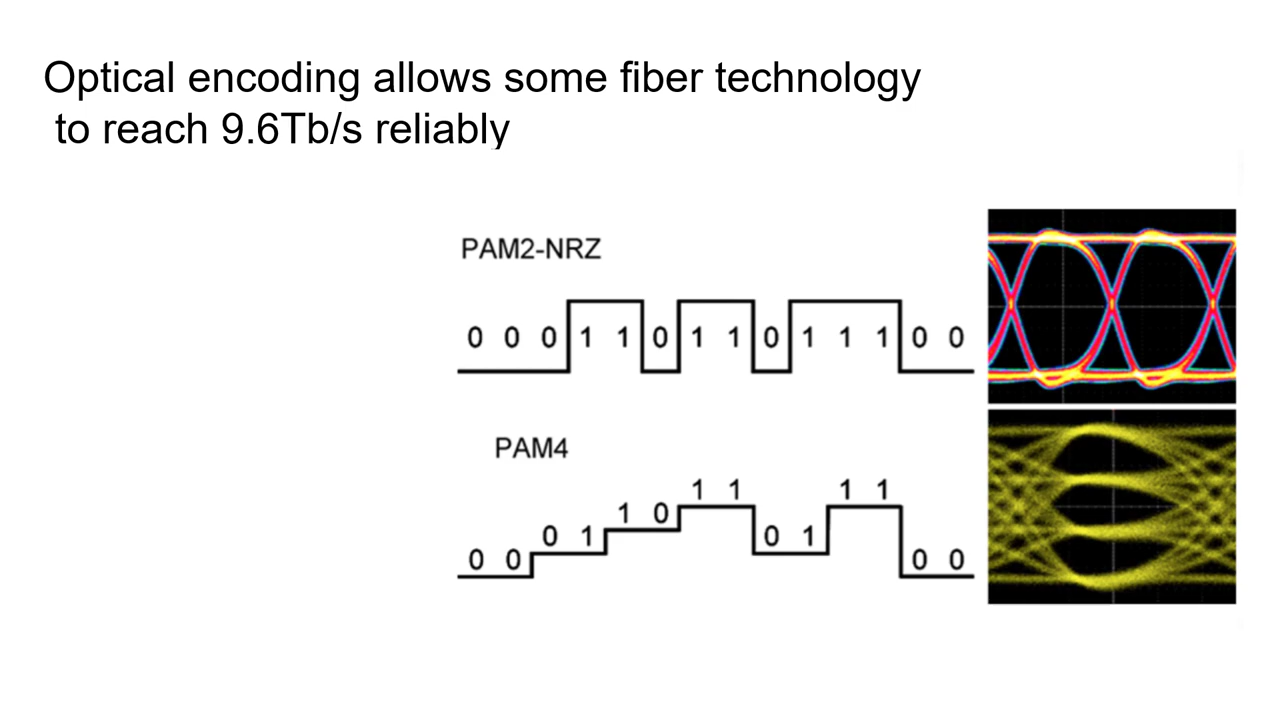 Optical encoding allows some fiber technology
to reach 9.6Tb/s reliably
PAM2-NRZ
0 0 0 1 1 0 1 1 0 1 1 1 0 0
PAM4
0 0 0 1 1 0 1 1 0 1 1 1 0 0